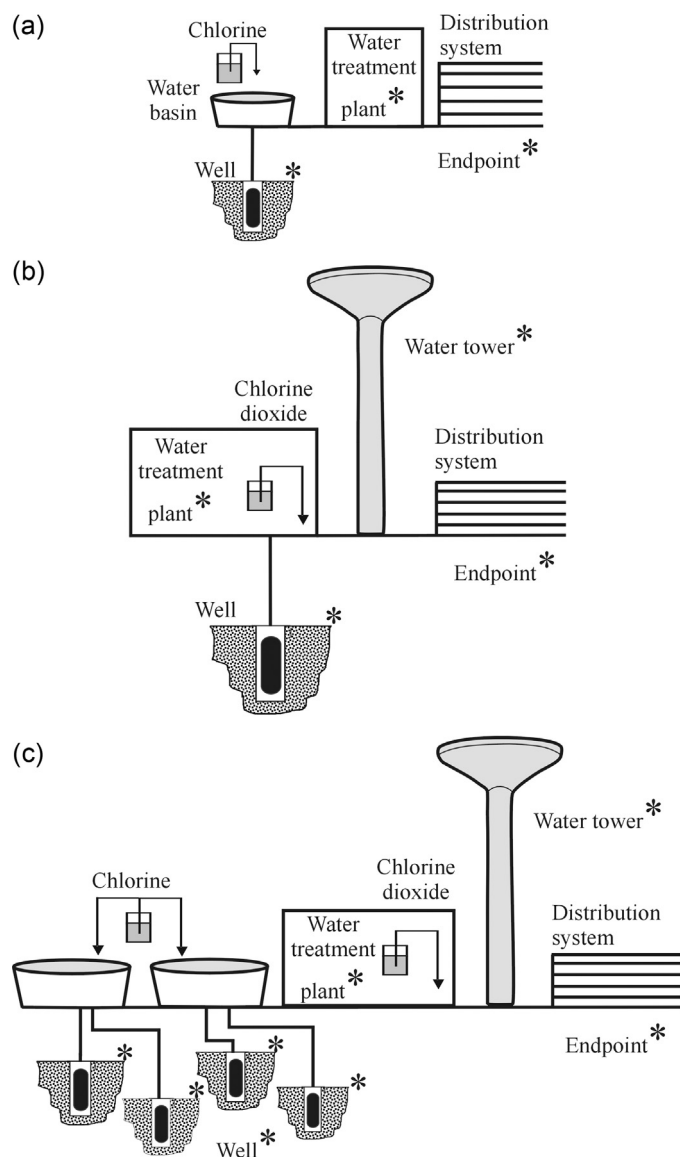 (a)
Chlorine
Water
basin
Water
treatment
plant*
Distribution
system
Endpoint*
Well *
(b)
Water tower*
Chlorine
dioxide
Water
treatment
plant*
Distribution
system
Endpoint*
Well *
(c)
Water tower*
Chlorine
Chlorine
dioxide
Water
treatment
plant*
Distribution
system
Endpoint*
*
*
*
*
Well*